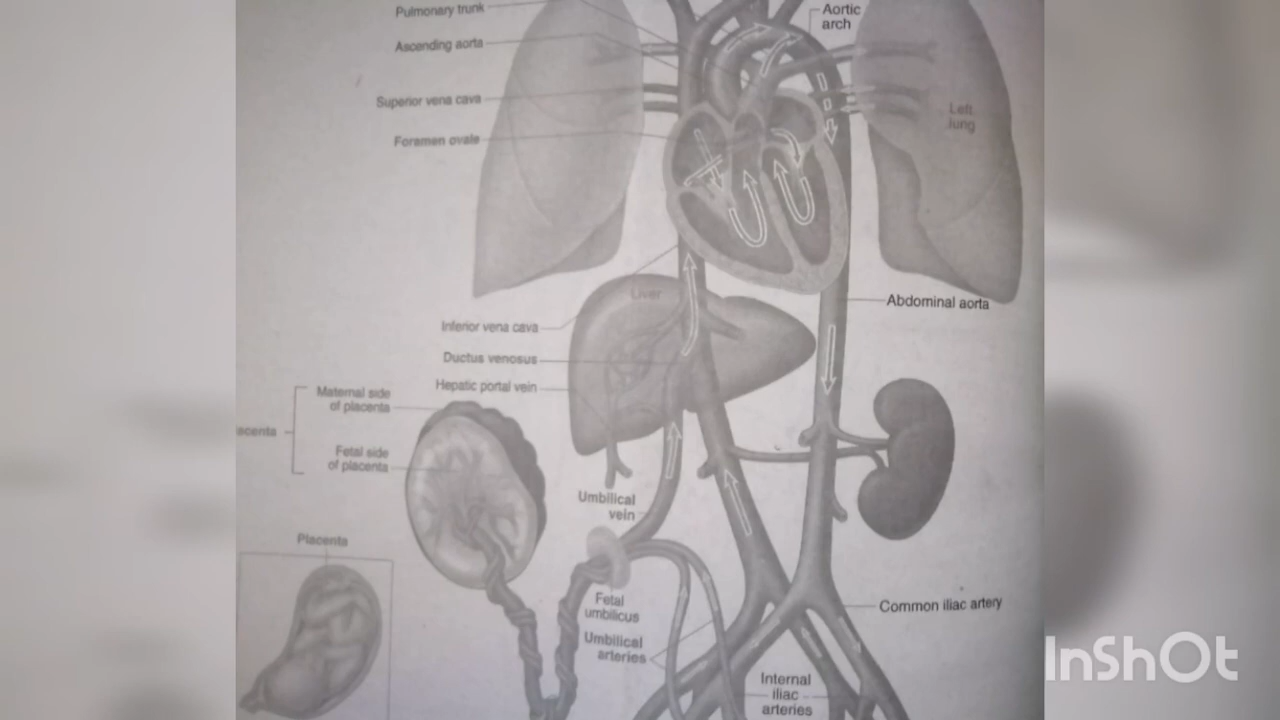 Pulmonary trunk
Aortic
arch
Ascending aorta
Superior vena cava
Left
lung
Foramen ovale
Liver
Abdominal aorta
Inferior vena cava
Ductus venosus
Hepatic portal vein
Maternal side
of placenta
acenta
Fetal side
of placenta
Umbilical
vein
Placenta
Fetal
umbilicus
Common iliac artery
Umbilical
arteries
Internal
iliac
arteries
InShOt